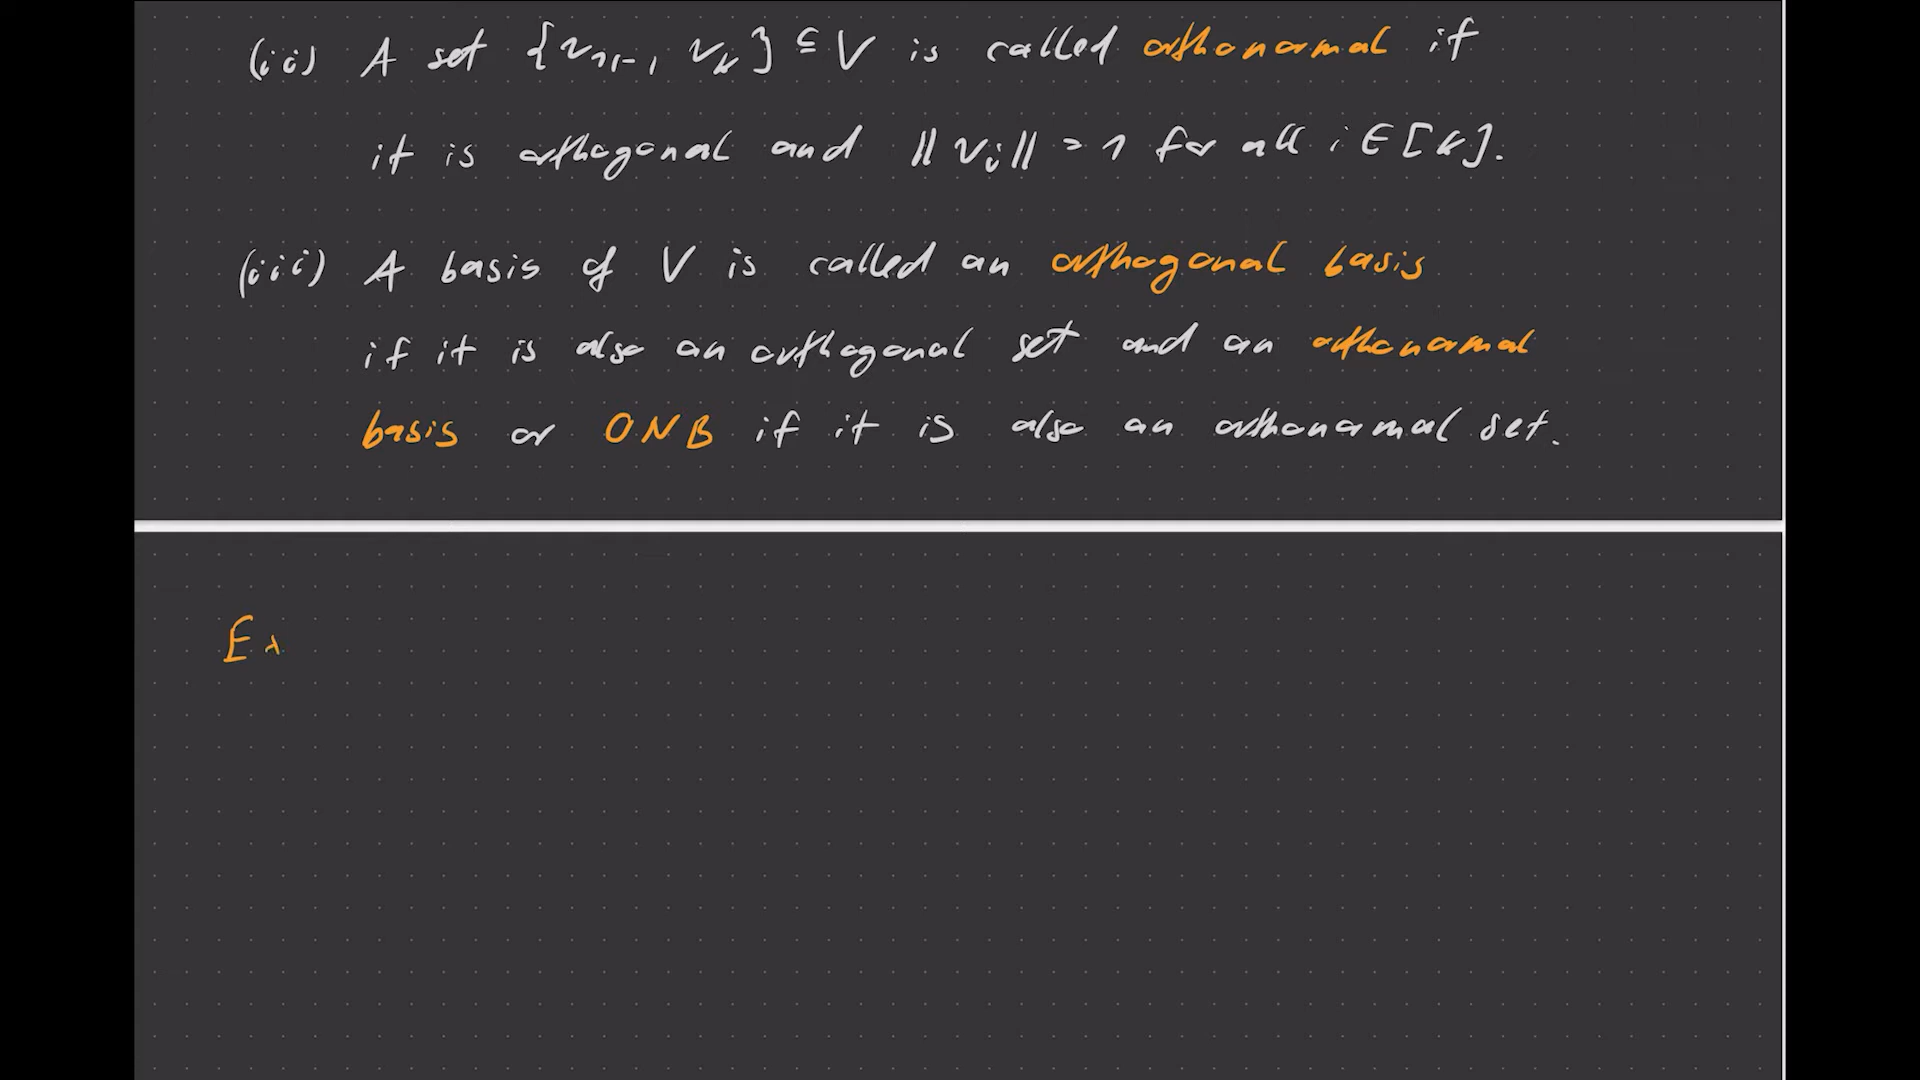 (ii) A set {v₁,…, vₖ} ⊆ V is called orthonormal if
it is orthogonal and ||vᵢ|| = 1 for all i ∈ [k].
(iii) A basis of V is called an orthogonal basis
if it is also an orthogonal set and an orthonormal
basis or ONB if it is also an orthonormal set.
Ex